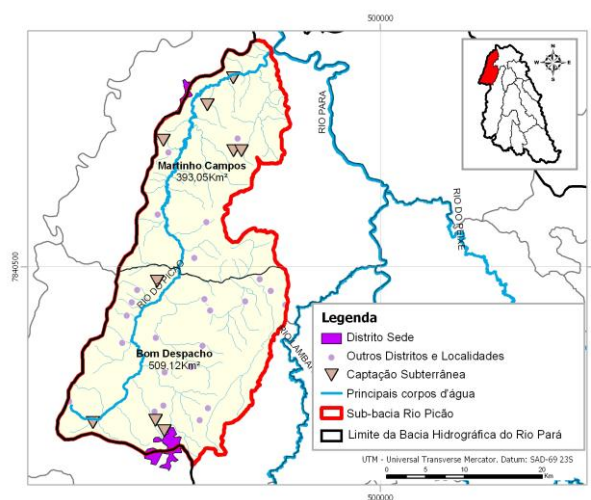 500000
N
W E
S
RIO PARÁ
Martinho Campos
393,05Km²
RIO DO PEIXE
7840500
RIO DO PICÃO
Legenda
Distrito Sede
Outros Distritos e Localidades
Captação Subterrânea
Principais corpos d'água
Sub-bacia Rio Picão
Limite da Bacia Hidrográfica do Rio Pará
Bom Despacho
509,12Km²
RIO LAMBAR
UTM - Universal Transverse Mercator. Datum: SAD-69 23S
0 5 10 20
Km
500000